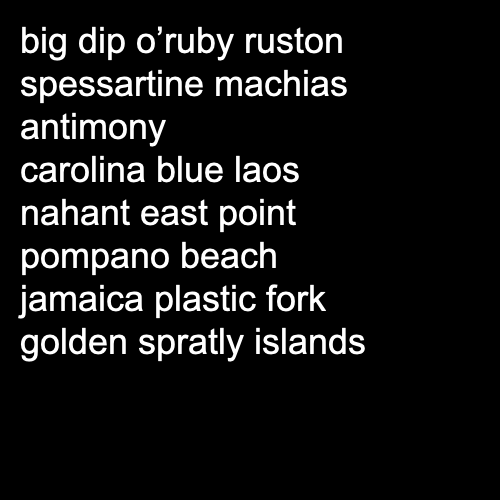 big dip o’ruby ruston
spessartine machias
antimony
carolina blue laos
nahant east point
pompano beach
jamaica plastic fork
golden spratly islands